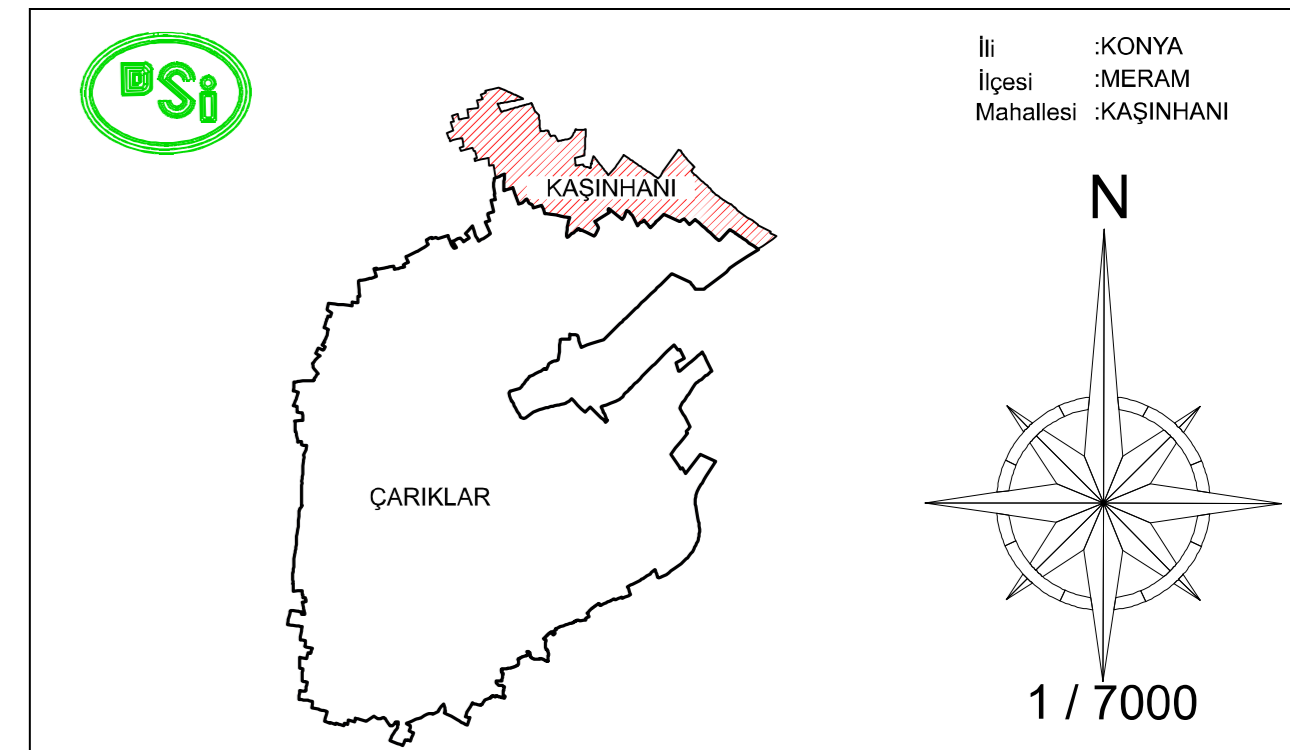 DSi
İli :KONYA
İlçesi :MERAM
Mahallesi :KAŞINHANI
N
KAŞINHANI
ÇARIKLAR
1 / 7000